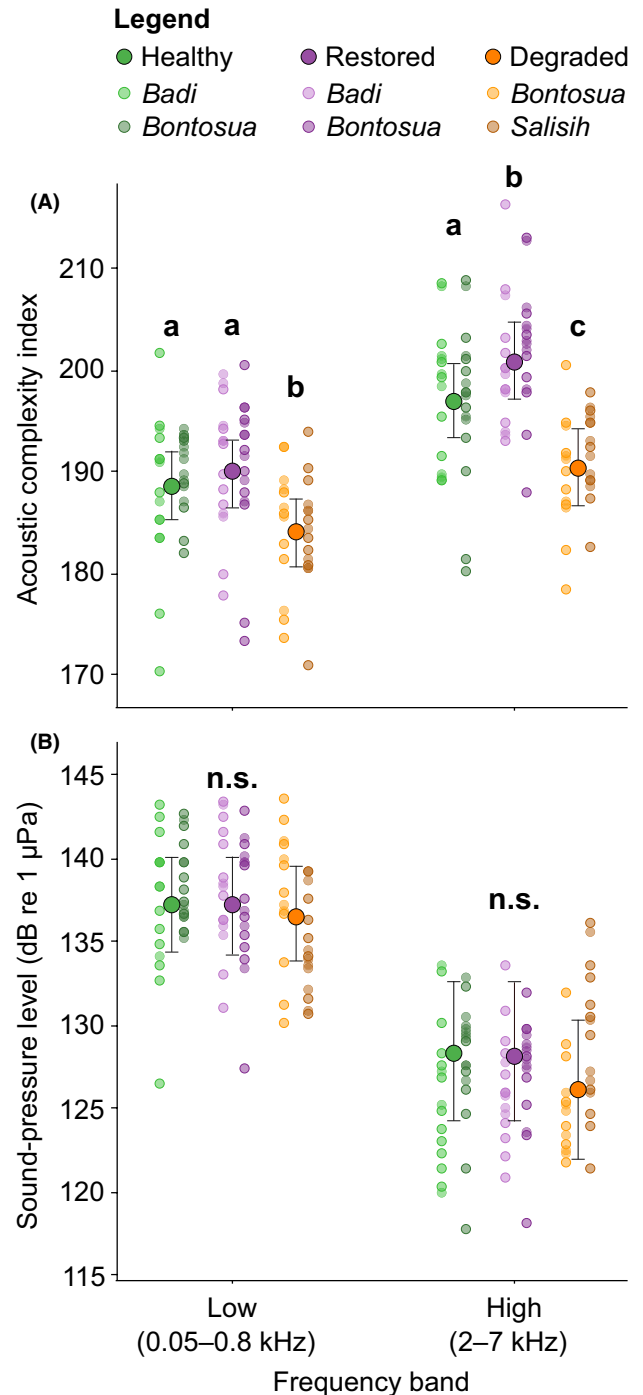 Legend
Healthy Restored Degraded
Badi Badi Bontosua
Bontosua Bontosua Salisih
(A)
Acoustic complexity index
210
200
190
180
170
a a b
a b c
(B)
Sound-pressure level (dB re 1 µPa)
145
140
135
130
125
120
115
n.s.
n.s.
Low High
(0.05–0.8 kHz) (2–7 kHz)
Frequency band